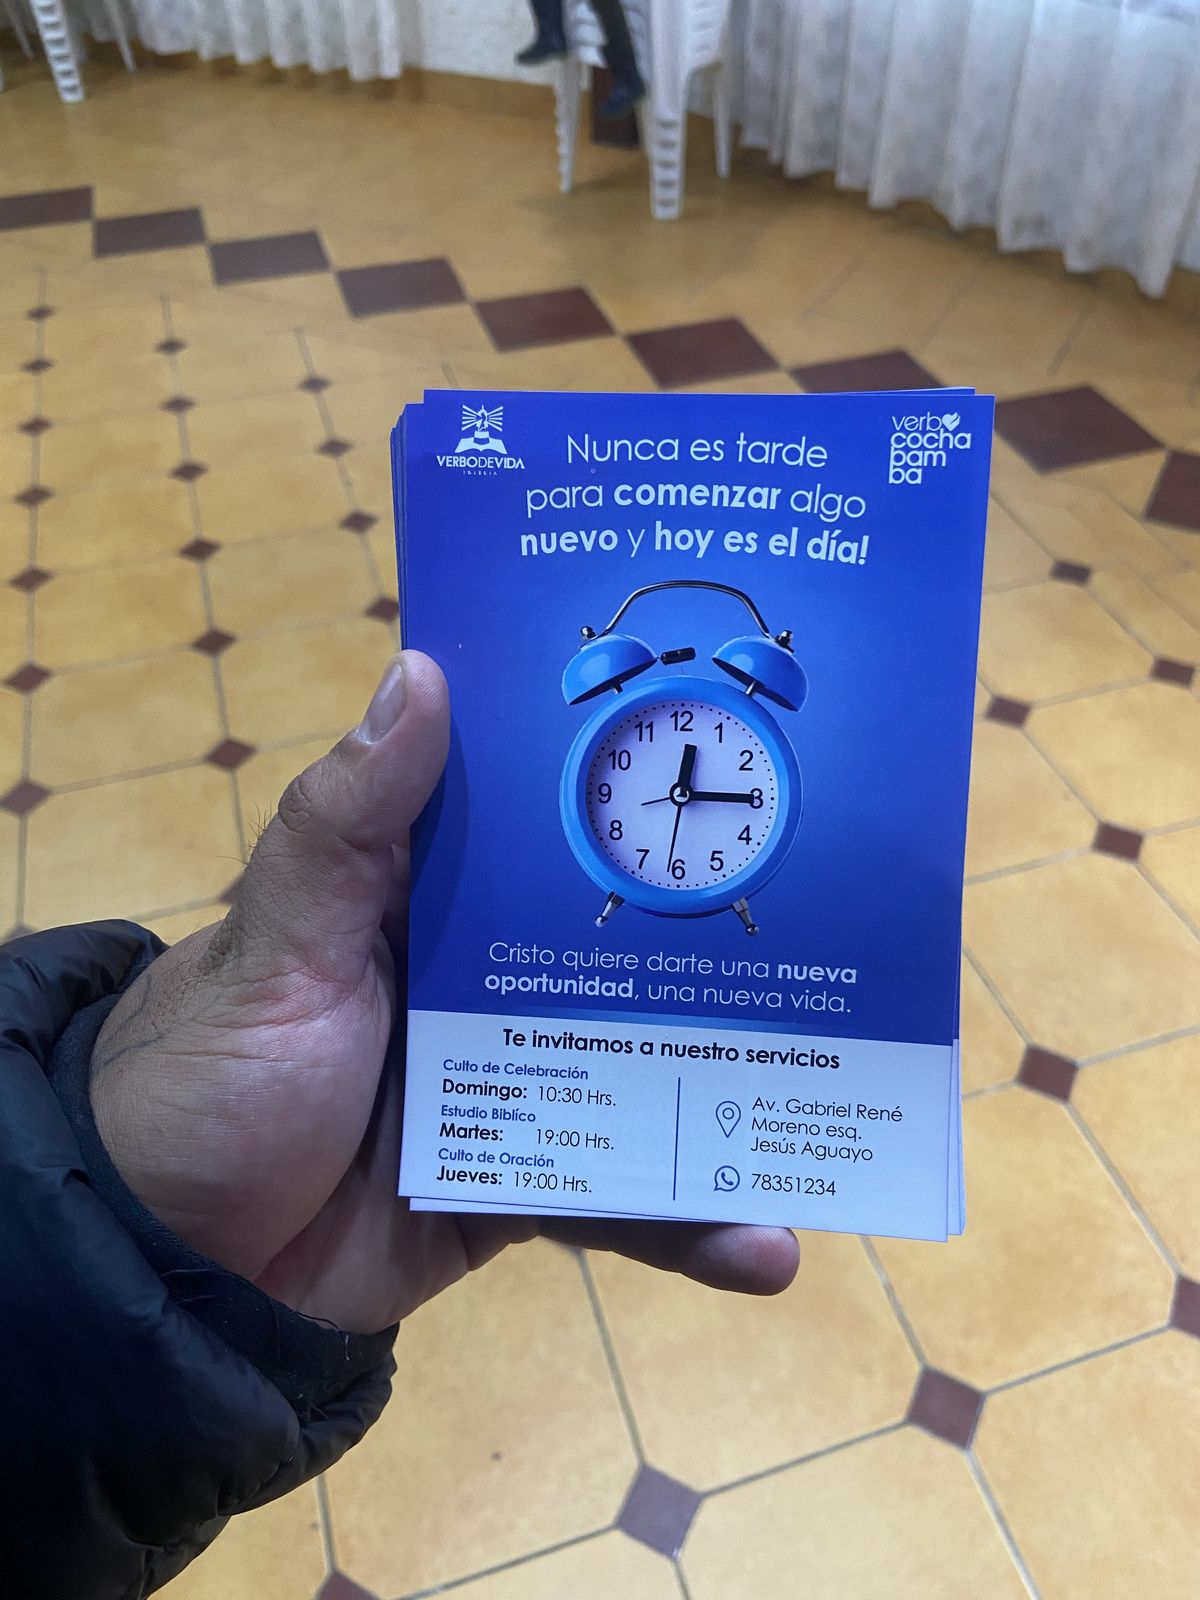 VERBODEVIDA
IGLESIA
verbo
cocha
bam
ba
Nunca es tarde
para comenzar algo
nuevo y hoy es el día!
12
1
2
3
4
5
6
7
8
9
10
11
Cristo quiere darte una nueva
oportunidad, una nueva vida.
Te invitamos a nuestro servicios
Culto de Celebración
Domingo: 10:30 Hrs.
Estudio Biblíco
Martes: 19:00 Hrs.
Culto de Oración
Jueves: 19:00 Hrs.
Av. Gabriel René
Moreno esq.
Jesús Aguayo
78351234